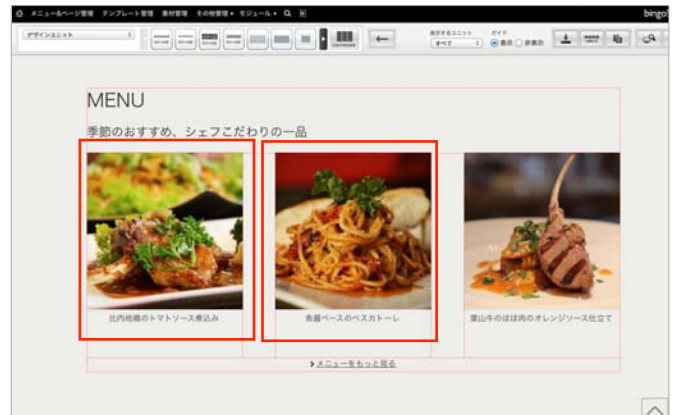 メニュー&ページ管理 テンプレート管理 素材管理 その他管理 モジュール
bingo!
デザインユニット
表示するユニット
すべて
ガイド
表示 非表示
MENU
季節のおすすめ、シェフこだわりの一品
比内地鶏のトマトソース煮込み
魚醤ベースのペスカトーレ
葉山牛のほほ肉のオレンジソース仕立て
メニューをもっと見る